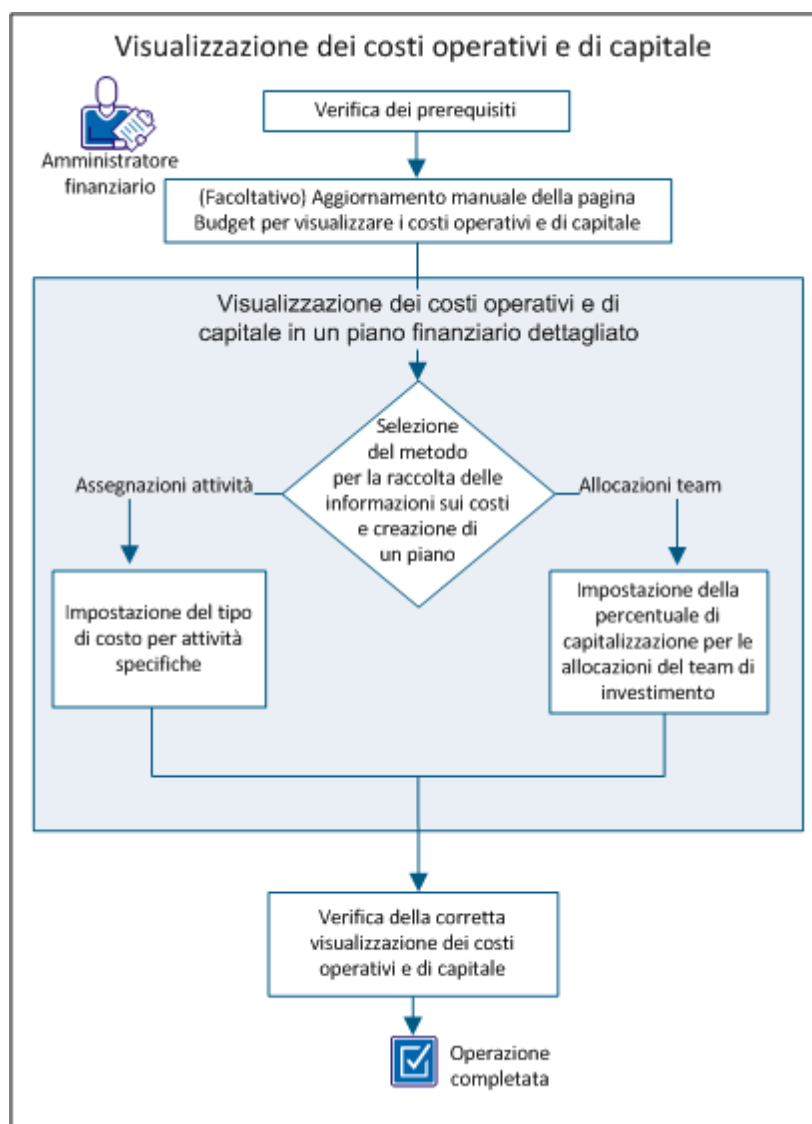 Visualizzazione dei costi operativi e di capitale
Amministratore
finanziario
Verifica dei prerequisiti
(Facoltativo) Aggiornamento manuale della pagina
Budget per visualizzare i costi operativi e di capitale
Visualizzazione dei costi operativi e di
capitale in un piano finanziario dettagliato
Selezione
del metodo
per la raccolta delle
informazioni sui costi
e creazione di
un piano
Assegnazioni attività
Allocazioni team
Impostazione del tipo
di costo per attività
specifiche
Impostazione della
percentuale di
capitalizzazione per le
allocazioni del team di
investimento
Verifica della corretta
visualizzazione dei costi
operativi e di capitale
Operazione
completata